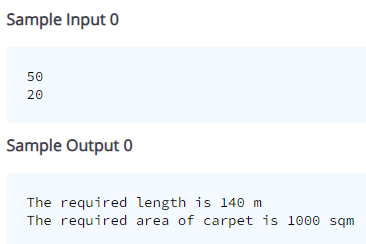 Sample Input 0
50
20
Sample Output 0
The required length is 140 m
The required area of carpet is 1000 sqm